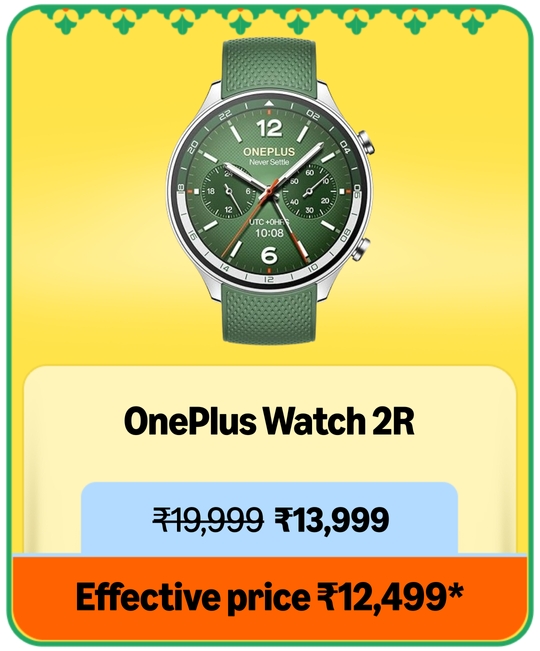 12
ONEPLUS
Never Settle
UTC +0H
10:08
6
OnePlus Watch 2R
₹19,999 ₹13,999
Effective price ₹12,499*